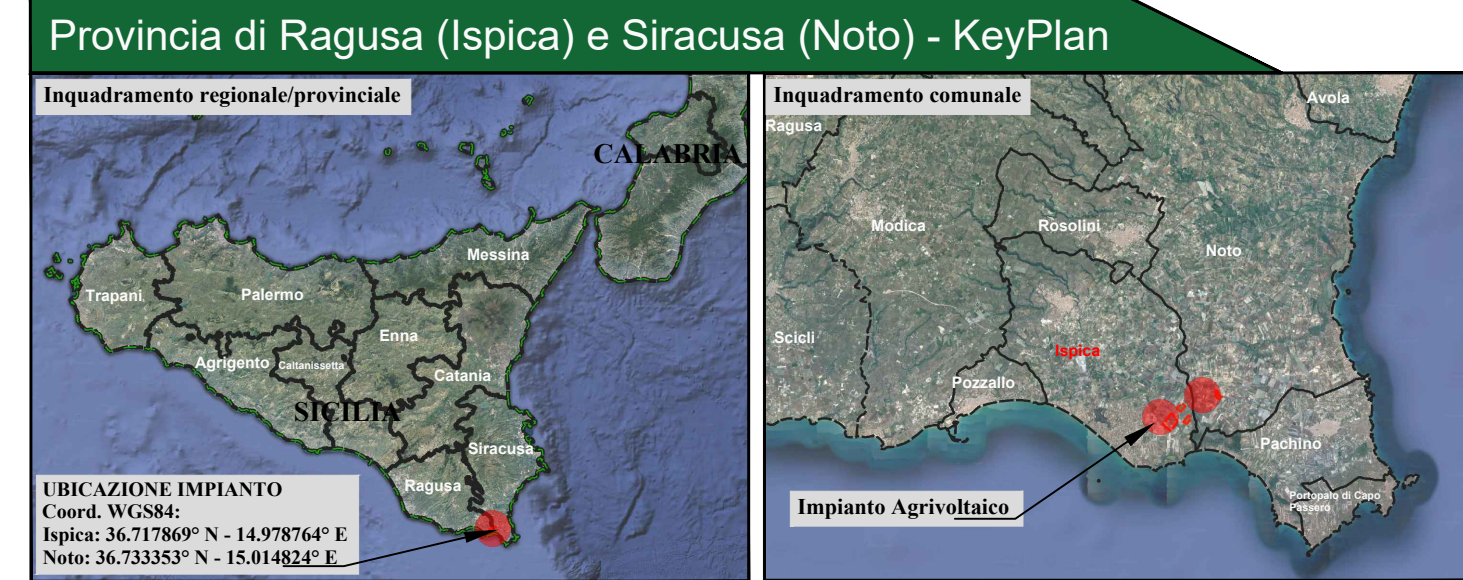 Provincia di Ragusa (Ispica) e Siracusa (Noto) - KeyPlan
Inquadramento regionale/provinciale
CALABRIA
Messina
Trapani
Palermo
Enna
Agrigento
Caltanissetta
Catania
SICILIA
Siracusa
Ragusa
UBICAZIONE IMPIANTO
Coord. WGS84:
Ispica: 36.717869° N - 14.978764° E
Noto: 36.733353° N - 15.014824° E
Inquadramento comunale
Avola
Ragusa
Modica
Rosolini
Noto
Scicli
Ispica
Pozzallo
Pachino
Impianto Agrivoltaico
Portopalo di Capo
Passero